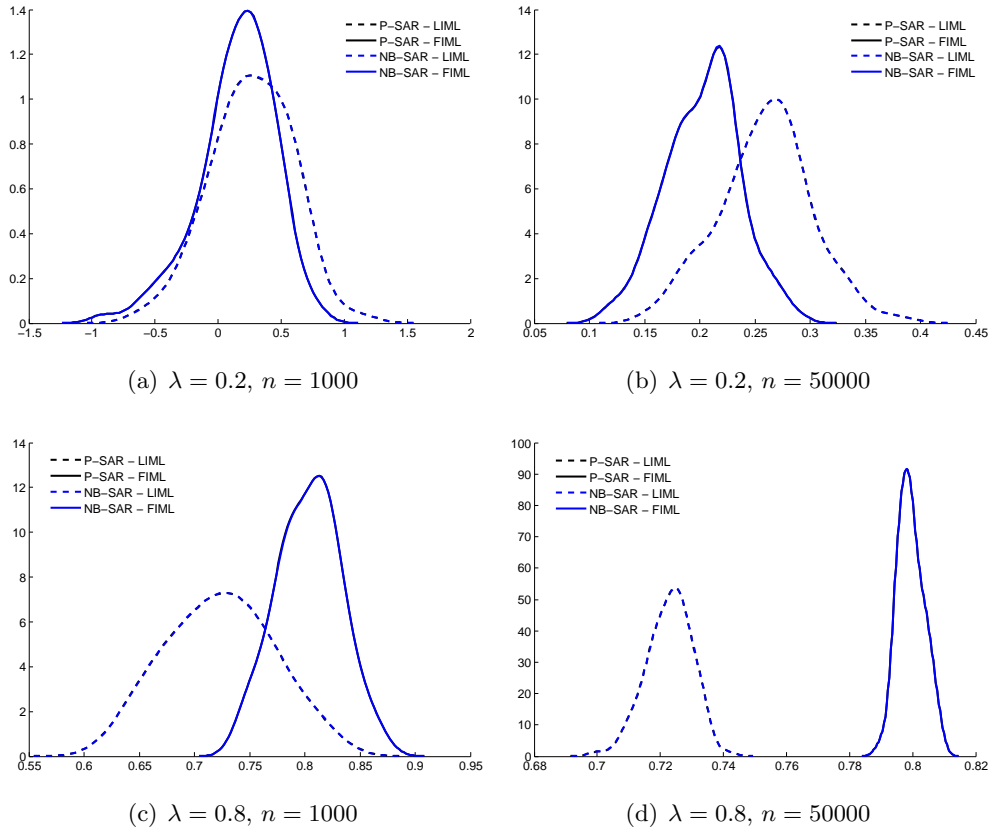 1.4
1.2
1
0.8
0.6
0.4
0.2
0
−1.5 −1 −0.5 0 0.5 1 1.5 2
P−SAR − LIML
P−SAR − FIML
NB−SAR − LIML
NB−SAR − FIML
(a) λ = 0.2, n = 1000
14
12
10
8
6
4
2
0
0.05 0.1 0.15 0.2 0.25 0.3 0.35 0.4 0.45
P−SAR − LIML
P−SAR − FIML
NB−SAR − LIML
NB−SAR − FIML
(b) λ = 0.2, n = 50000
14
12
10
8
6
4
2
0
0.55 0.6 0.65 0.7 0.75 0.8 0.85 0.9 0.95
P−SAR − LIML
P−SAR − FIML
NB−SAR − LIML
NB−SAR − FIML
(c) λ = 0.8, n = 1000
100
90
80
70
60
50
40
30
20
10
0
0.68 0.7 0.72 0.74 0.76 0.78 0.8 0.82
P−SAR − LIML
P−SAR − FIML
NB−SAR − LIML
NB−SAR − FIML
(d) λ = 0.8, n = 50000